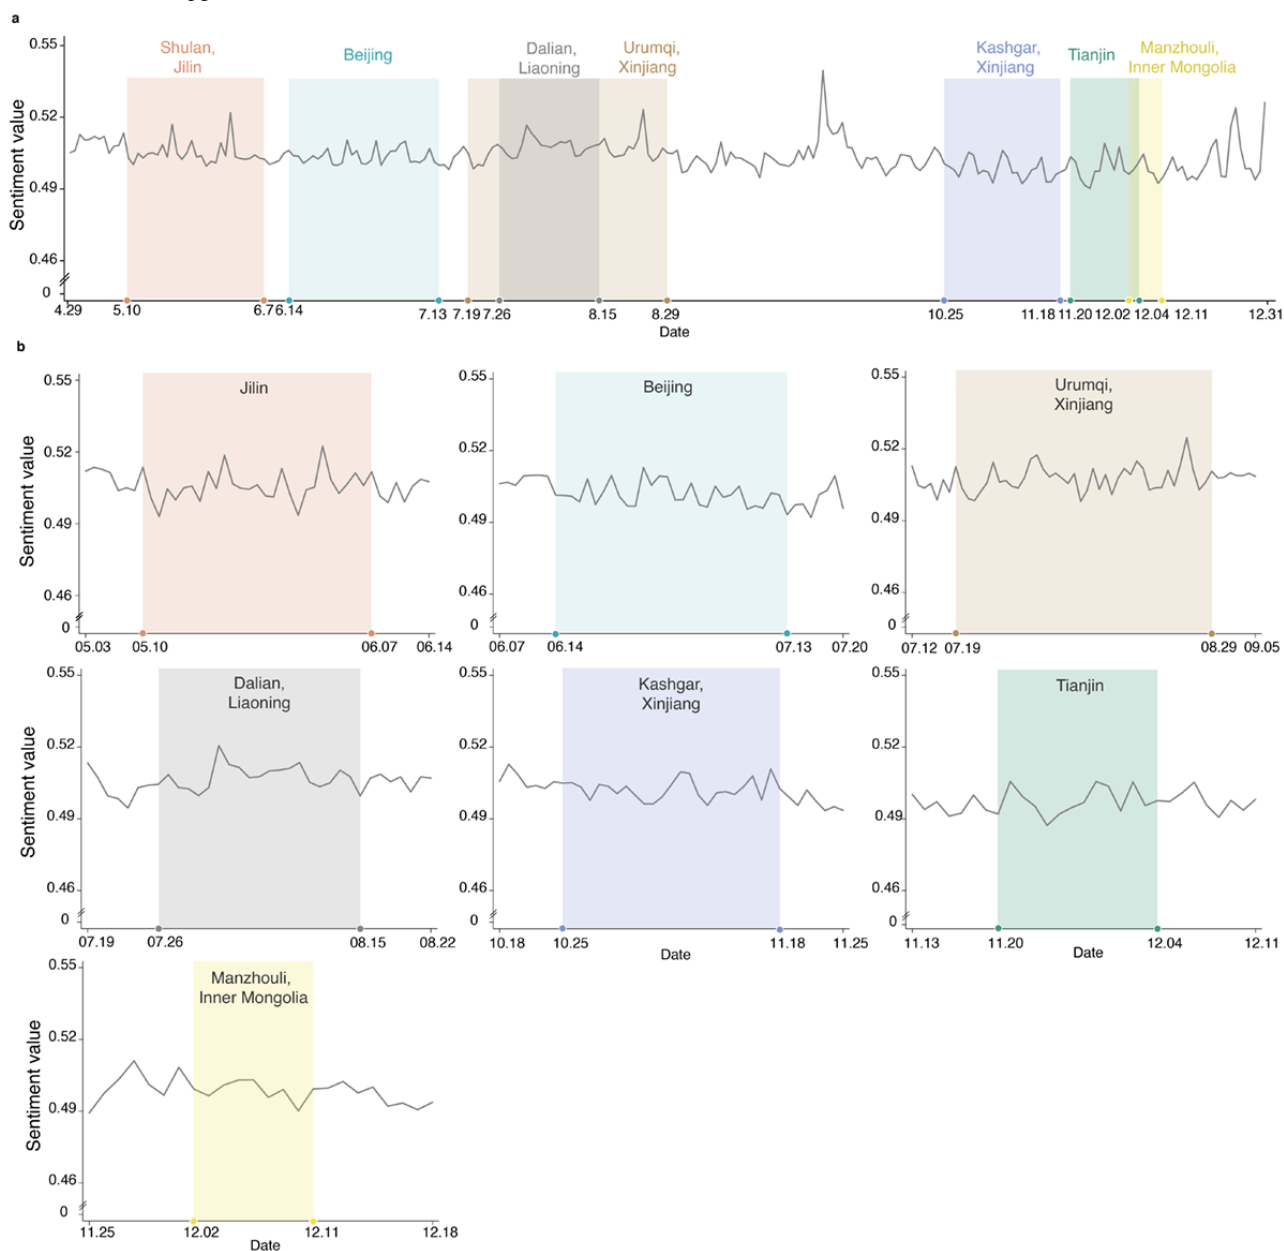 a
Shulan,
Jilin
Beijing
Dalian,
Liaoning
Urumqi,
Xinjiang
Kashgar,
Xinjiang
Tianjin
Manzhouli,
Inner Mongolia
0.55
0.52
0.49
0.46
0
Sentiment value
4.29 5.10 6.7 6.14 7.13 7.19 7.26 8.15 8.29 10.25 11.18 11.20 12.02 12.04 12.11 12.31
Date
b
Jilin
0.55
0.52
0.49
0.46
0
Sentiment value
05.03 05.10 06.07 06.14
Beijing
0.55
0.52
0.49
0.46
0
06.07 06.14 07.13 07.20
Urumqi,
Xinjiang
0.55
0.52
0.49
0.46
0
07.12 07.19 08.29 09.05
Dalian,
Liaoning
0.55
0.52
0.49
0.46
0
Sentiment value
07.19 07.26 08.15 08.22
Kashgar,
Xinjiang
0.55
0.52
0.49
0.46
0
10.18 10.25 11.18 11.25
Date
Tianjin
0.55
0.52
0.49
0.46
0
11.13 11.20 12.04 12.11
Date
Manzhouli,
Inner Mongolia
0.55
0.52
0.49
0.46
0
Sentiment value
11.25 12.02 12.11 12.18
Date